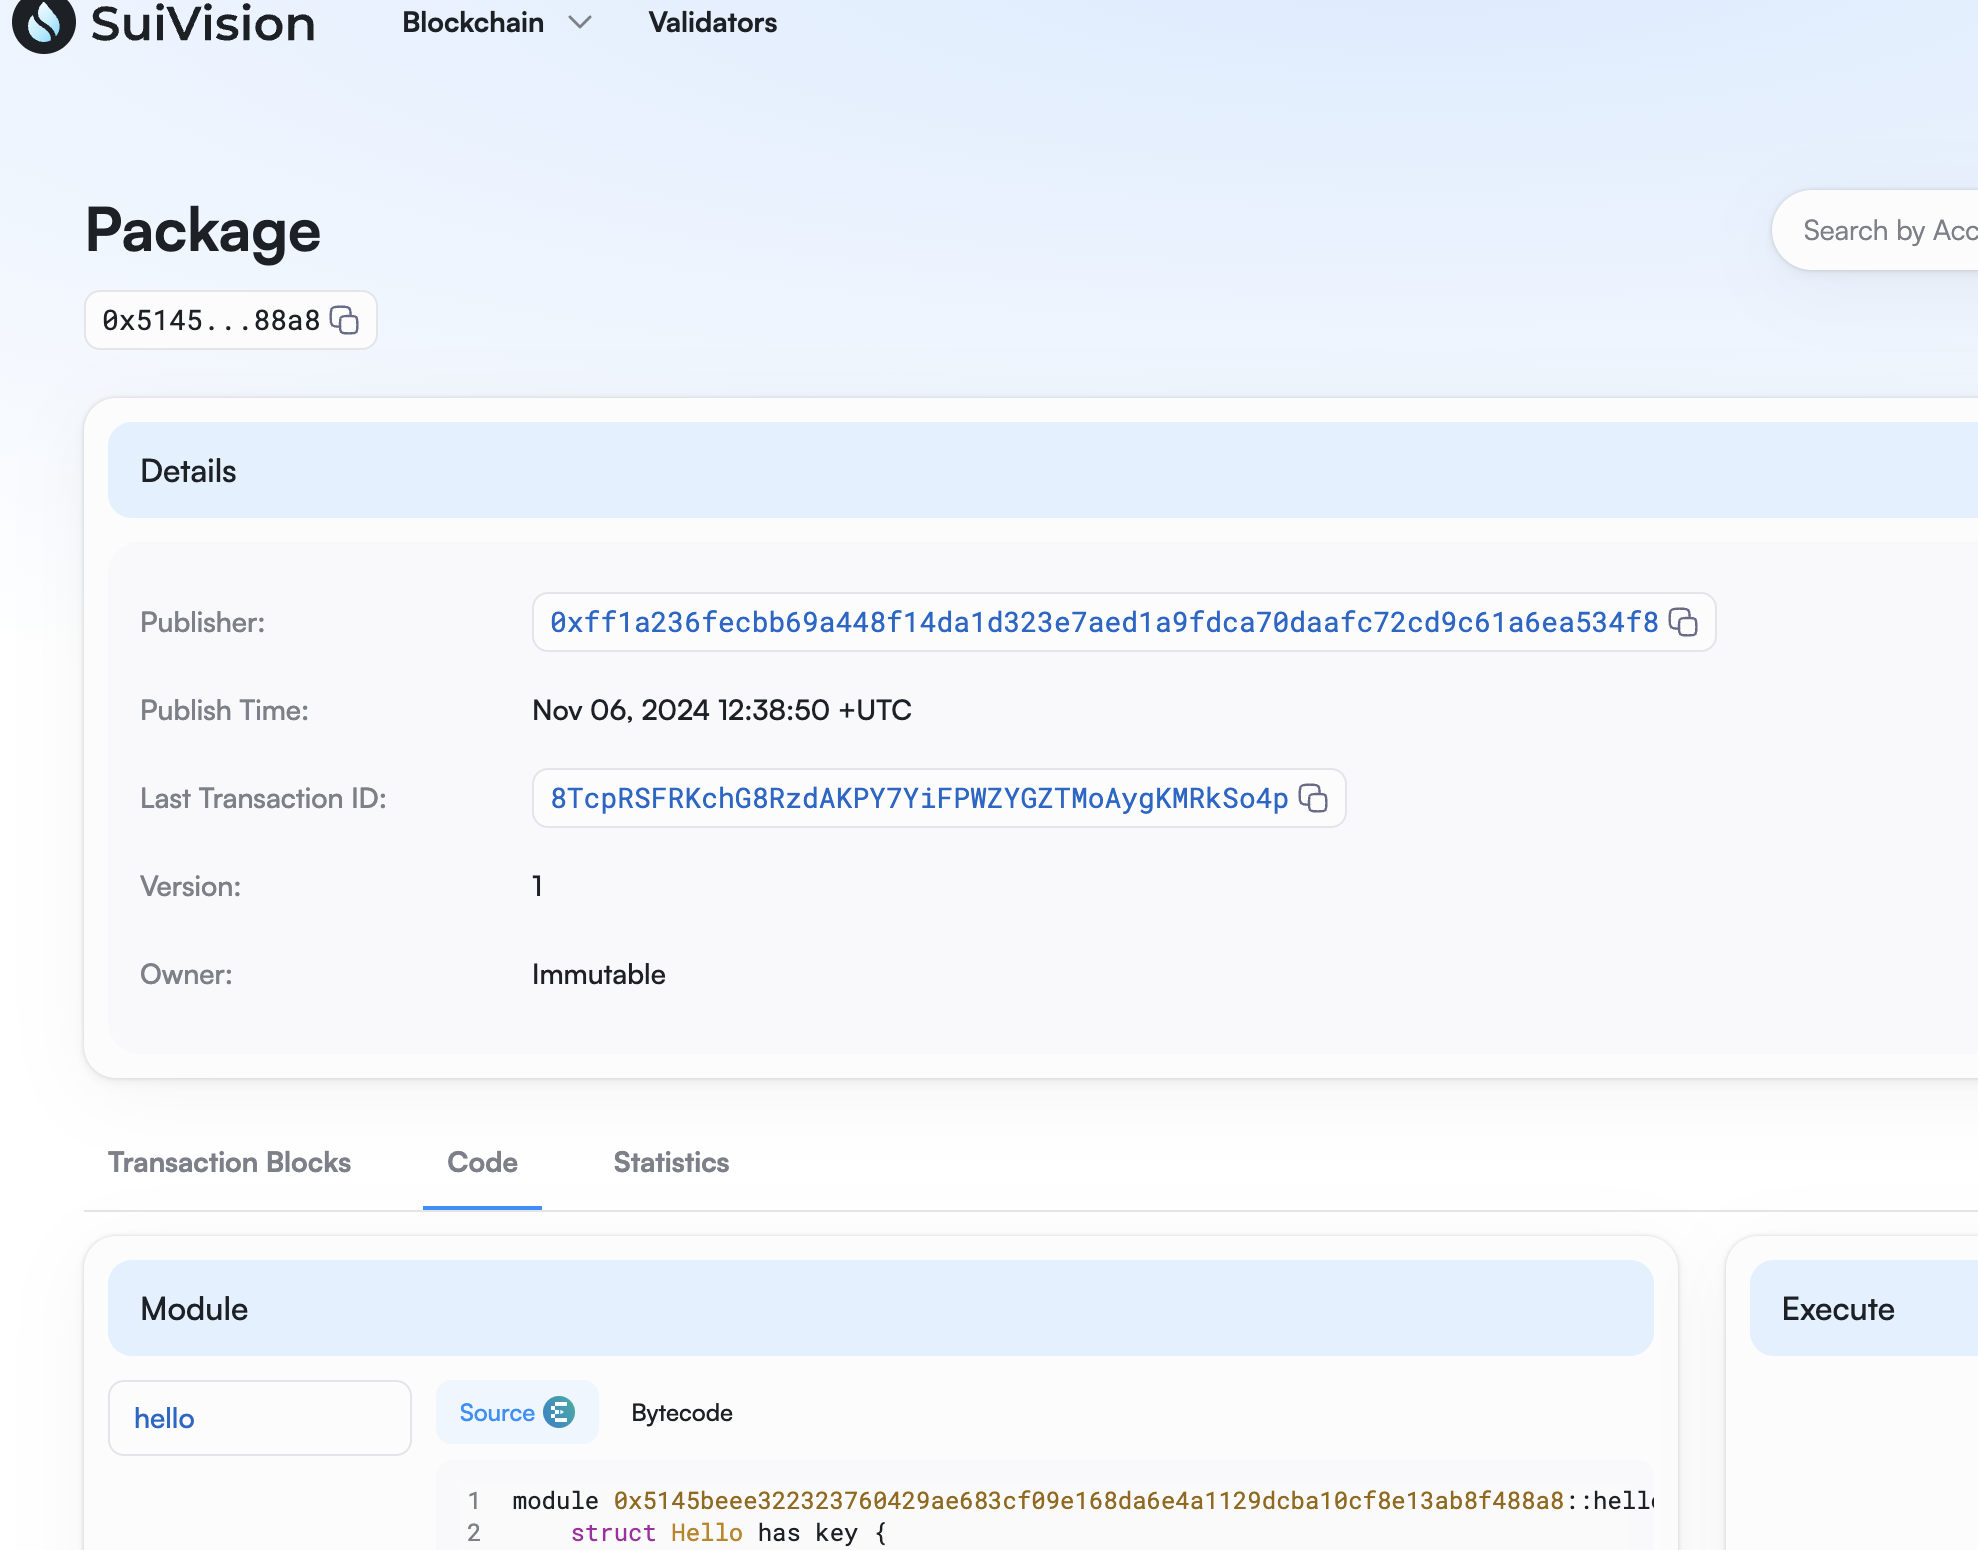 SuiVision
Blockchain
Validators
Package
Search by Acc
0x5145...88a8
Details
Publisher:
0xff1a236fecbb69a448f14da1d323e7aed1a9fdca70daafc72cd9c61a6ea534f8
Publish Time:
Nov 06, 2024 12:38:50 +UTC
Last Transaction ID:
8TcpRSFRKchG8RzdAKPY7YiFPWZYGZTMoAygKMRkSo4p
Version:
1
Owner:
Immutable
Transaction Blocks
Code
Statistics
Module
Execute
hello
Source
Bytecode
1 module 0x5145beee322323760429ae683cf09e168da6e4a1129dcba10cf8e13ab8f488a8::hello
2 struct Hello has key {